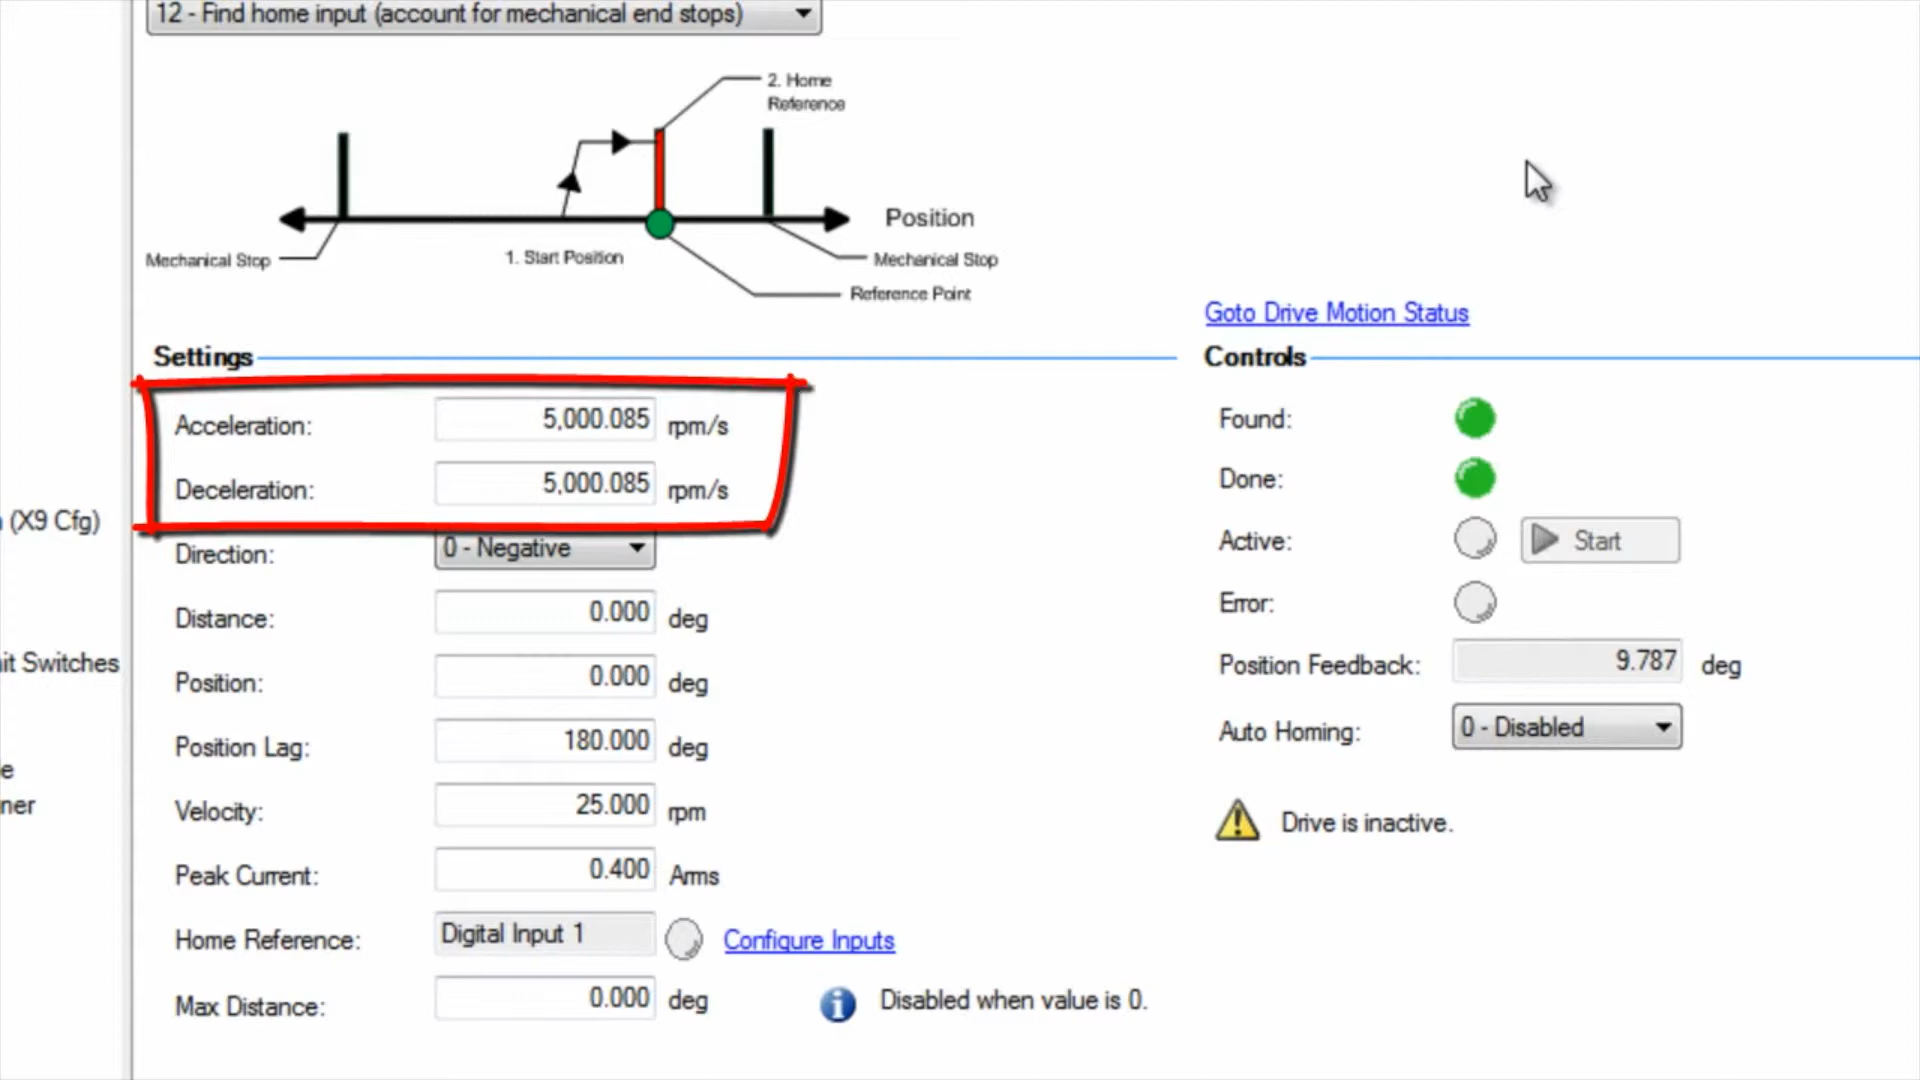 12 - Find home input (account for mechanical end stops)
2. Home
Reference
Position
Mechanical Stop
1. Start Position
Mechanical Stop
Reference Point
Goto Drive Motion Status
Settings
Controls
Acceleration: 5,000.085 rpm/s
Deceleration: 5,000.085 rpm/s
Direction: 0 - Negative
Distance: 0.000 deg
Position: 0.000 deg
Position Lag: 180.000 deg
Velocity: 25.000 rpm
Peak Current: 0.400 Arms
Home Reference: Digital Input 1 Configure Inputs
Max Distance: 0.000 deg Disabled when value is 0.
Found:
Done:
Active: Start
Error:
Position Feedback: 9.787 deg
Auto Homing: 0 - Disabled
Drive is inactive.
(X9 Cfg)
it Switches
e
ner